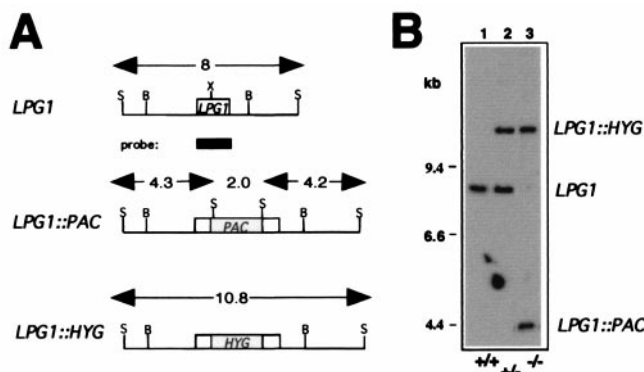 A
8
X
S B B S
LPG1 LPG1
probe:
4.3 2.0 4.2
S S
S B B S
LPG1::PAC PAC
10.8
S B B S
LPG1::HYG HYG
B
1 2 3
kb
LPG1::HYG
9.4 -
LPG1
6.6 -
4.4 - LPG1::PAC
+/+ +/- -/-